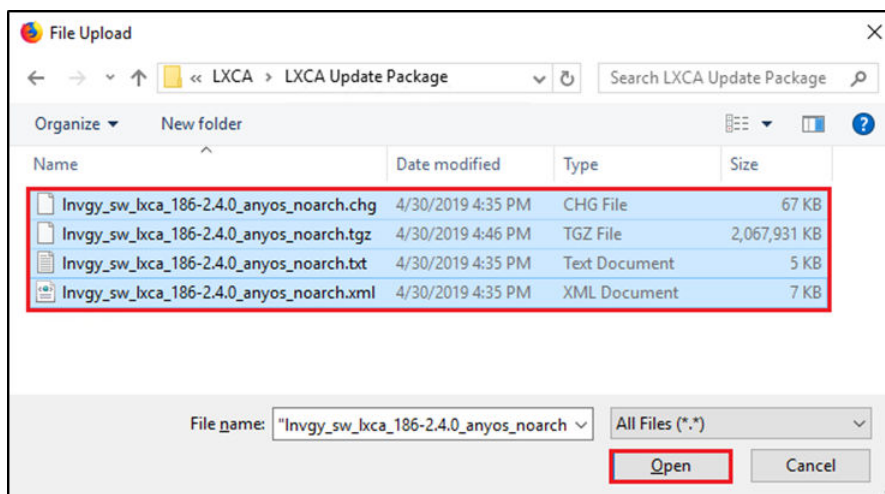 File Upload
« LXCA > LXCA Update Package
Search LXCA Update Package
Organize
New folder
?
Name Date modified Type Size
lnvgy_sw_lxca_186-2.4.0_anyos_noarch.chg 4/30/2019 4:35 PM CHG File 67 KB
lnvgy_sw_lxca_186-2.4.0_anyos_noarch.tgz 4/30/2019 4:46 PM TGZ File 2,067,931 KB
lnvgy_sw_lxca_186-2.4.0_anyos_noarch.txt 4/30/2019 4:35 PM Text Document 5 KB
lnvgy_sw_lxca_186-2.4.0_anyos_noarch.xml 4/30/2019 4:35 PM XML Document 7 KB
File name: "lnvgy_sw_lxca_186-2.4.0_anyos_noarch All Files (*.*)
Open Cancel